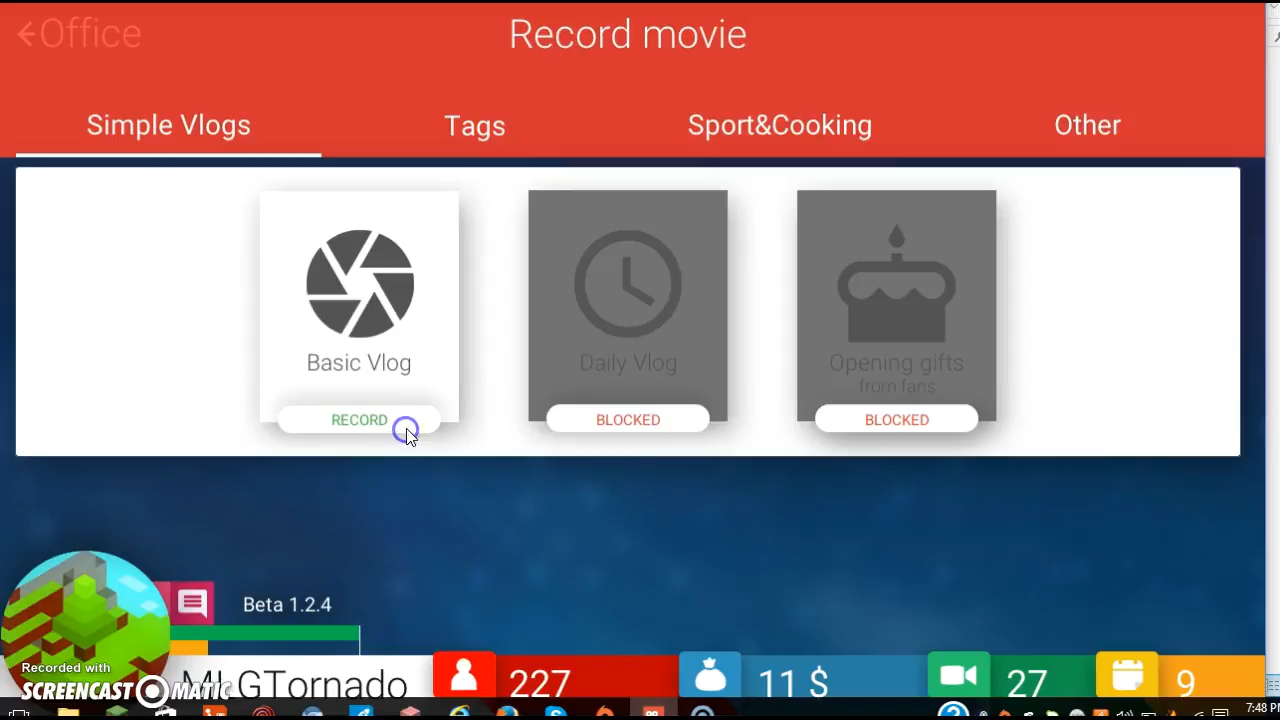 Office
Record movie
Simple Vlogs
Tags
Sport&Cooking
Other
Basic Vlog
RECORD
Daily Vlog
BLOCKED
Opening gifts
from fans
BLOCKED
Beta 1.2.4
MLGTornado
227
11 $
27
9
Recorded with
SCREENCAST MATIC
7:48 PM